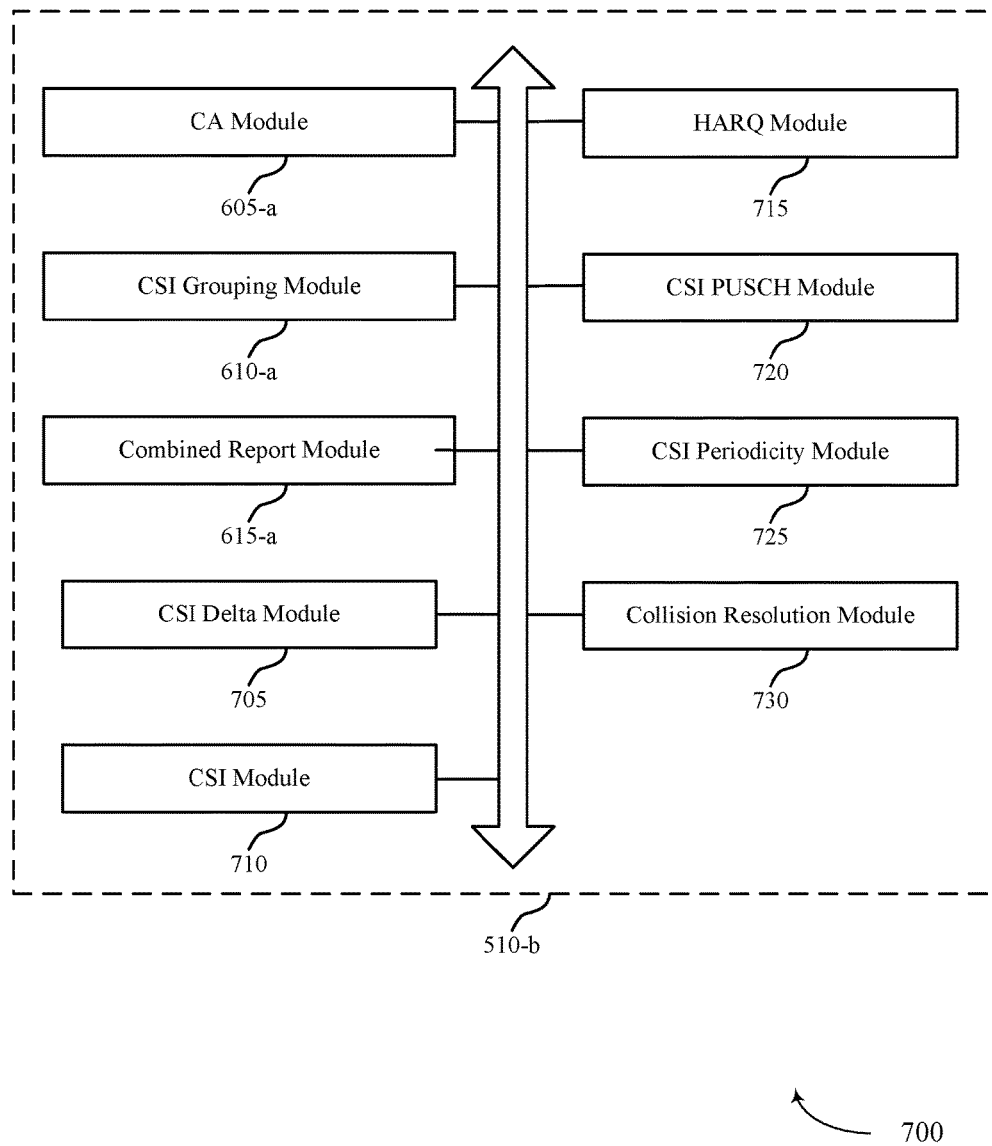 CA Module
605-a
HARQ Module
715
CSI Grouping Module
610-a
CSI PUSCH Module
720
Combined Report Module
615-a
CSI Periodicity Module
725
CSI Delta Module
705
Collision Resolution Module
730
CSI Module
710
510-b
700